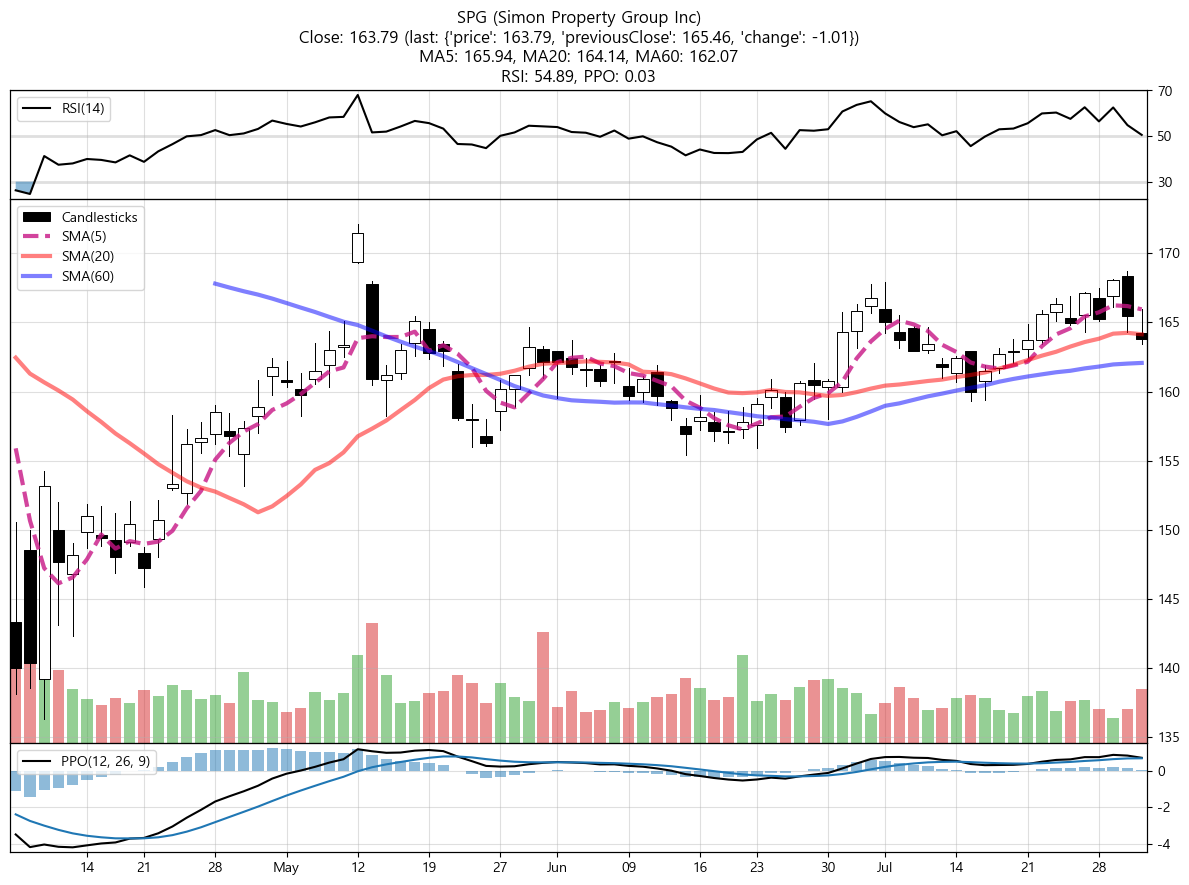 SPG (Simon Property Group Inc)
Close: 163.79 (last: {'price': 163.79, 'previousClose': 165.46, 'change': -1.01})
MA5: 165.94, MA20: 164.14, MA60: 162.07
RSI: 54.89, PPO: 0.03
RSI(14)
70
50
30
Candlesticks
SMA(5)
SMA(20)
SMA(60)
170
165
160
155
150
145
140
135
PPO(12, 26, 9)
0
-2
-4
14 21 28 May 12 19 27 Jun 09 16 23 30 Jul 14 21 28